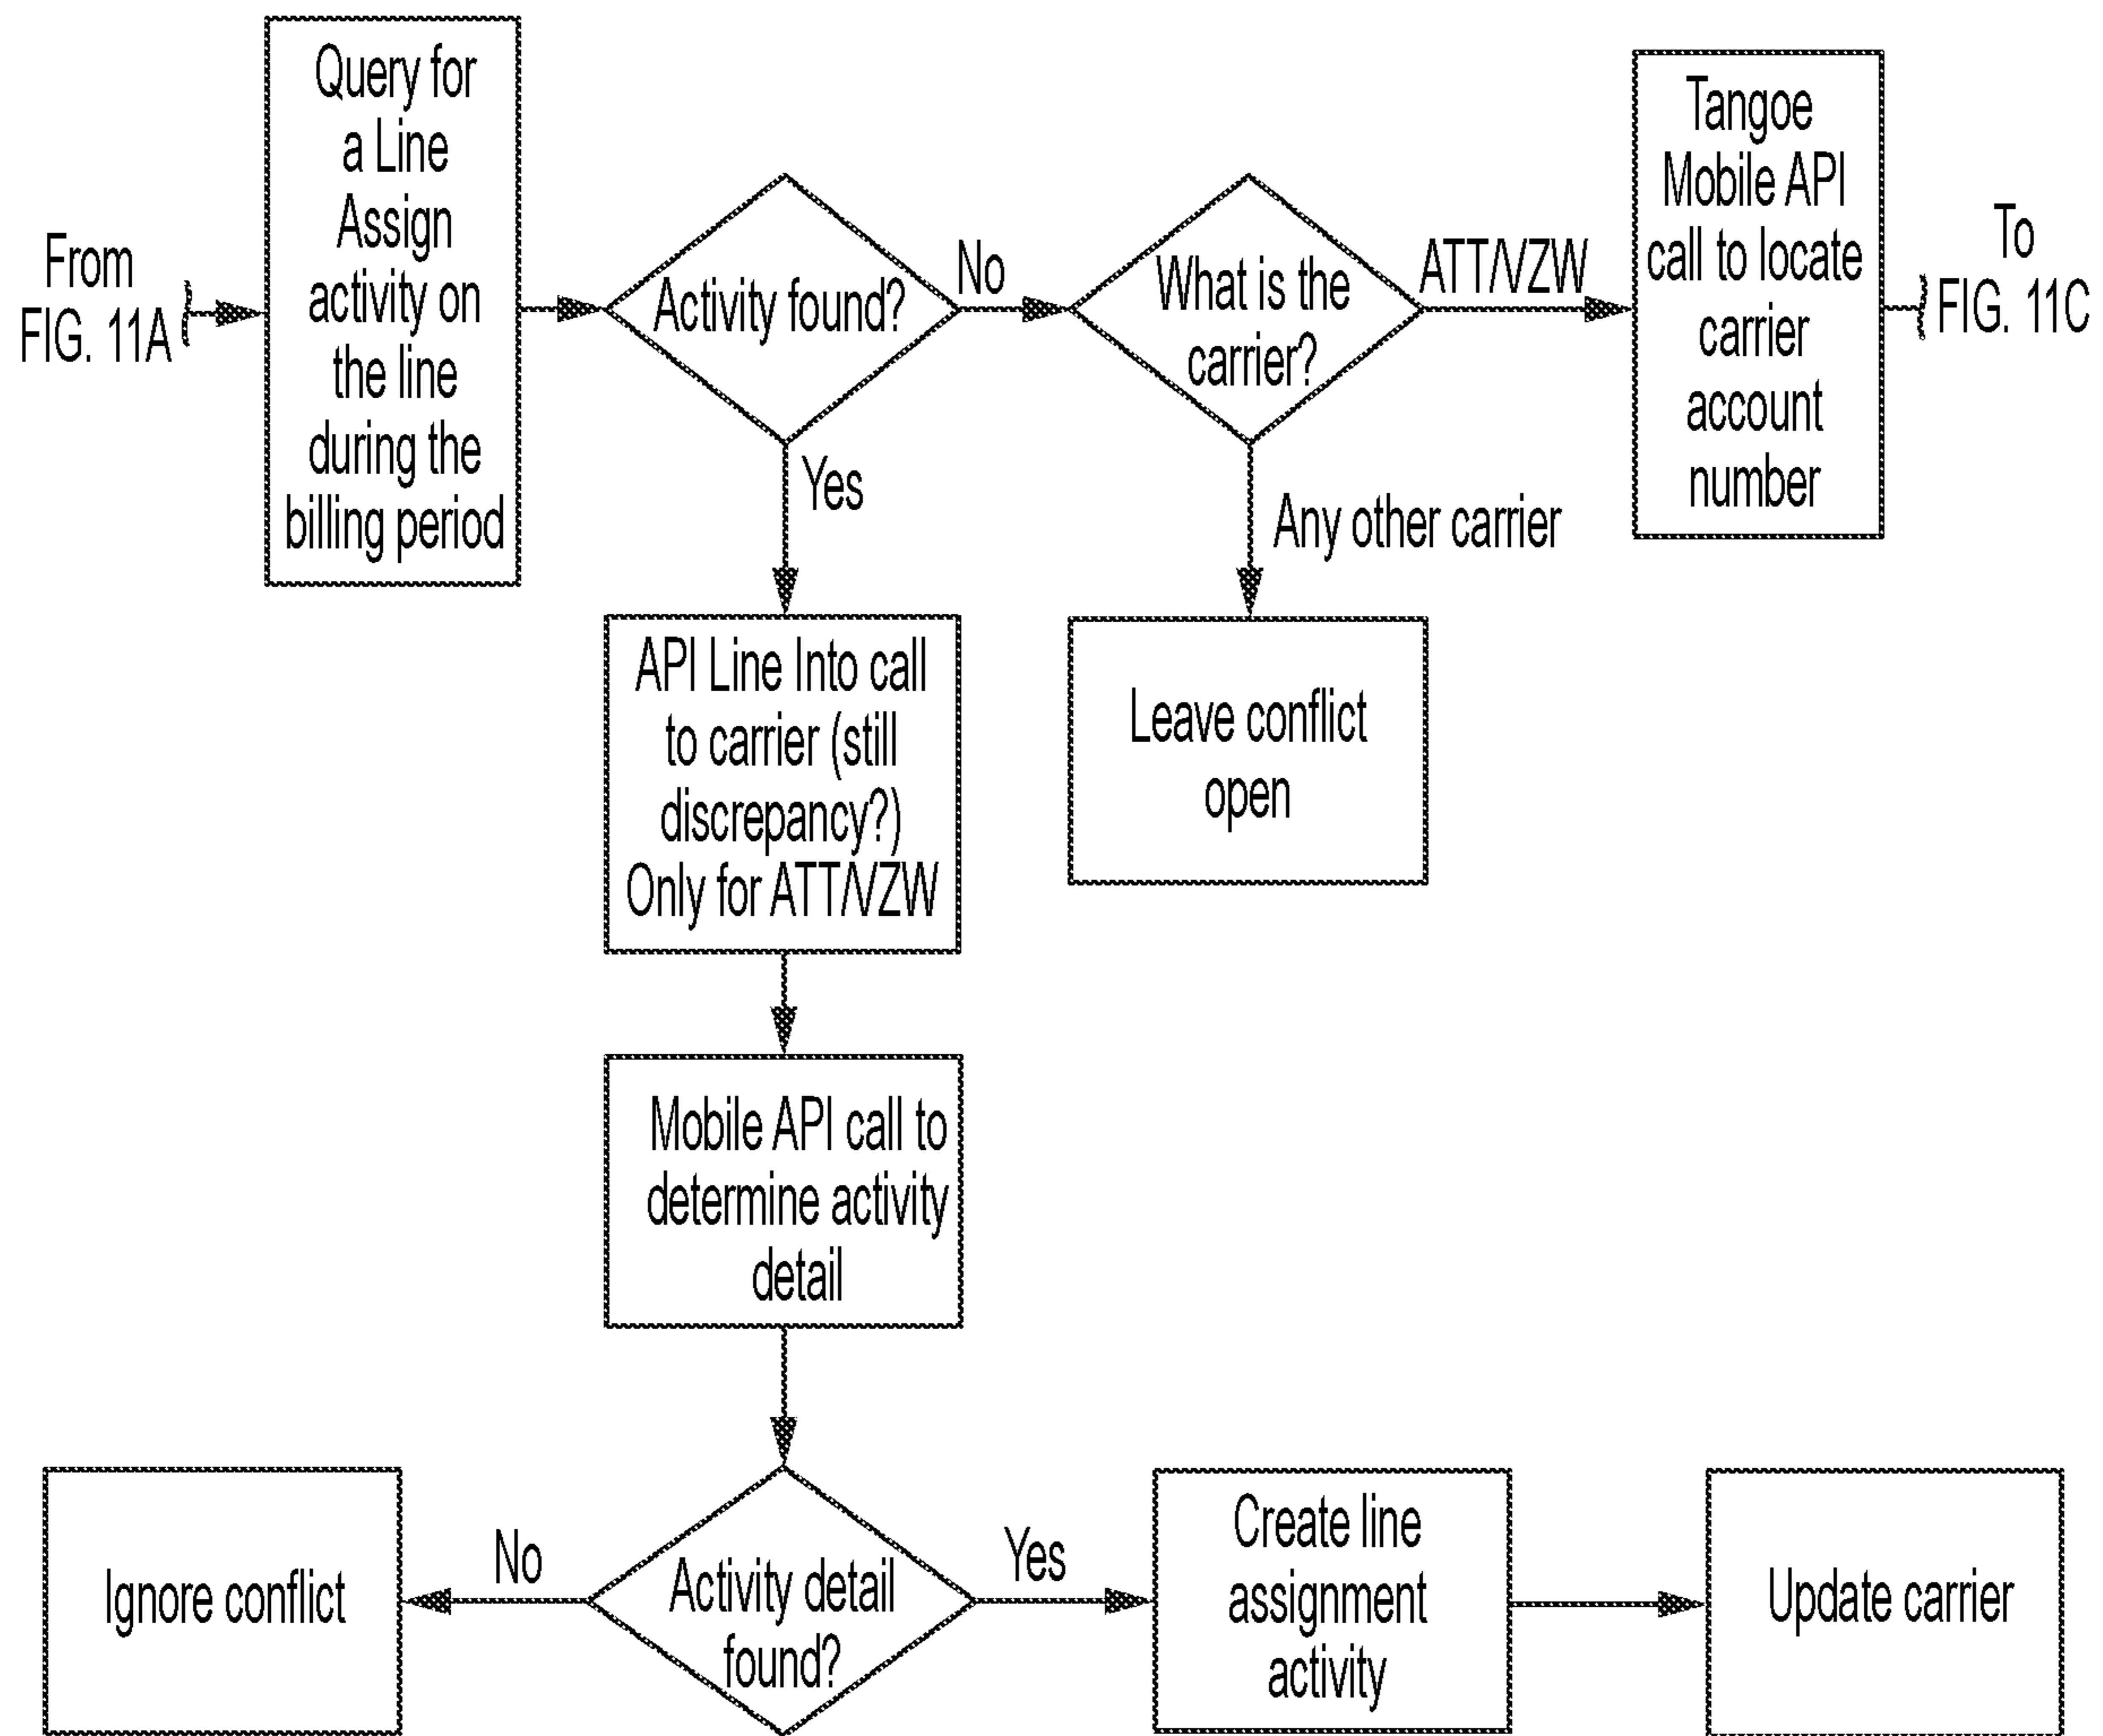 From
FIG. 11A
Query for
a Line
Assign
activity on
the line
during the
billing period
Activity found?
No
What is the
carrier?
ATT/VZW
Tangoe
Mobile API
call to locate
carrier
account
number
To
FIG. 11C
Yes
Any other carrier
API Line Into call
to carrier (still
discrepancy?)
Only for ATT/VZW
Leave conflict
open
Mobile API call to
determine activity
detail
Ignore conflict
No
Activity detail
found?
Yes
Create line
assignment
activity
Update carrier